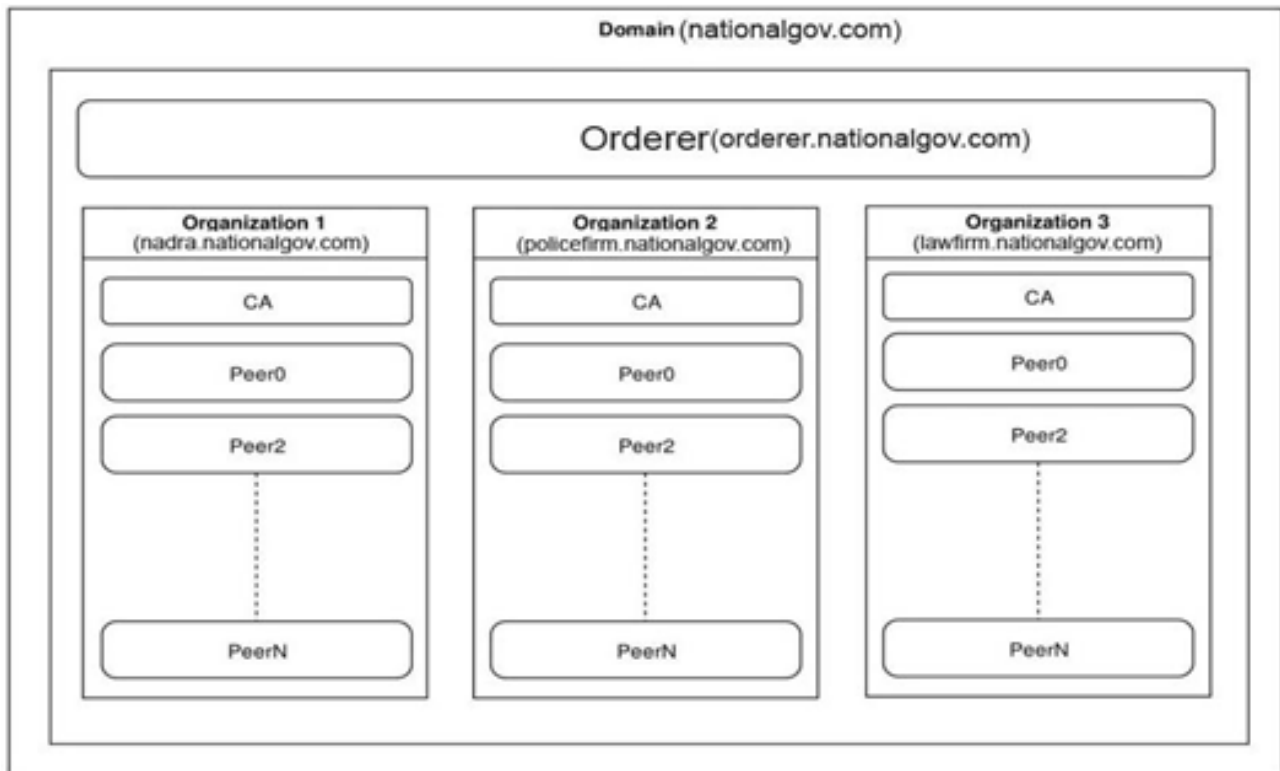 Domain (nationalgov.com)
Orderer(orderer.nationalgov.com)
Organization 1
(nadra.nationalgov.com)
CA
Peer0
Peer2
PeerN
Organization 2
(policefirm.nationalgov.com)
CA
Peer0
Peer2
PeerN
Organization 3
(lawfirm.nationalgov.com)
CA
Peer0
Peer2
PeerN